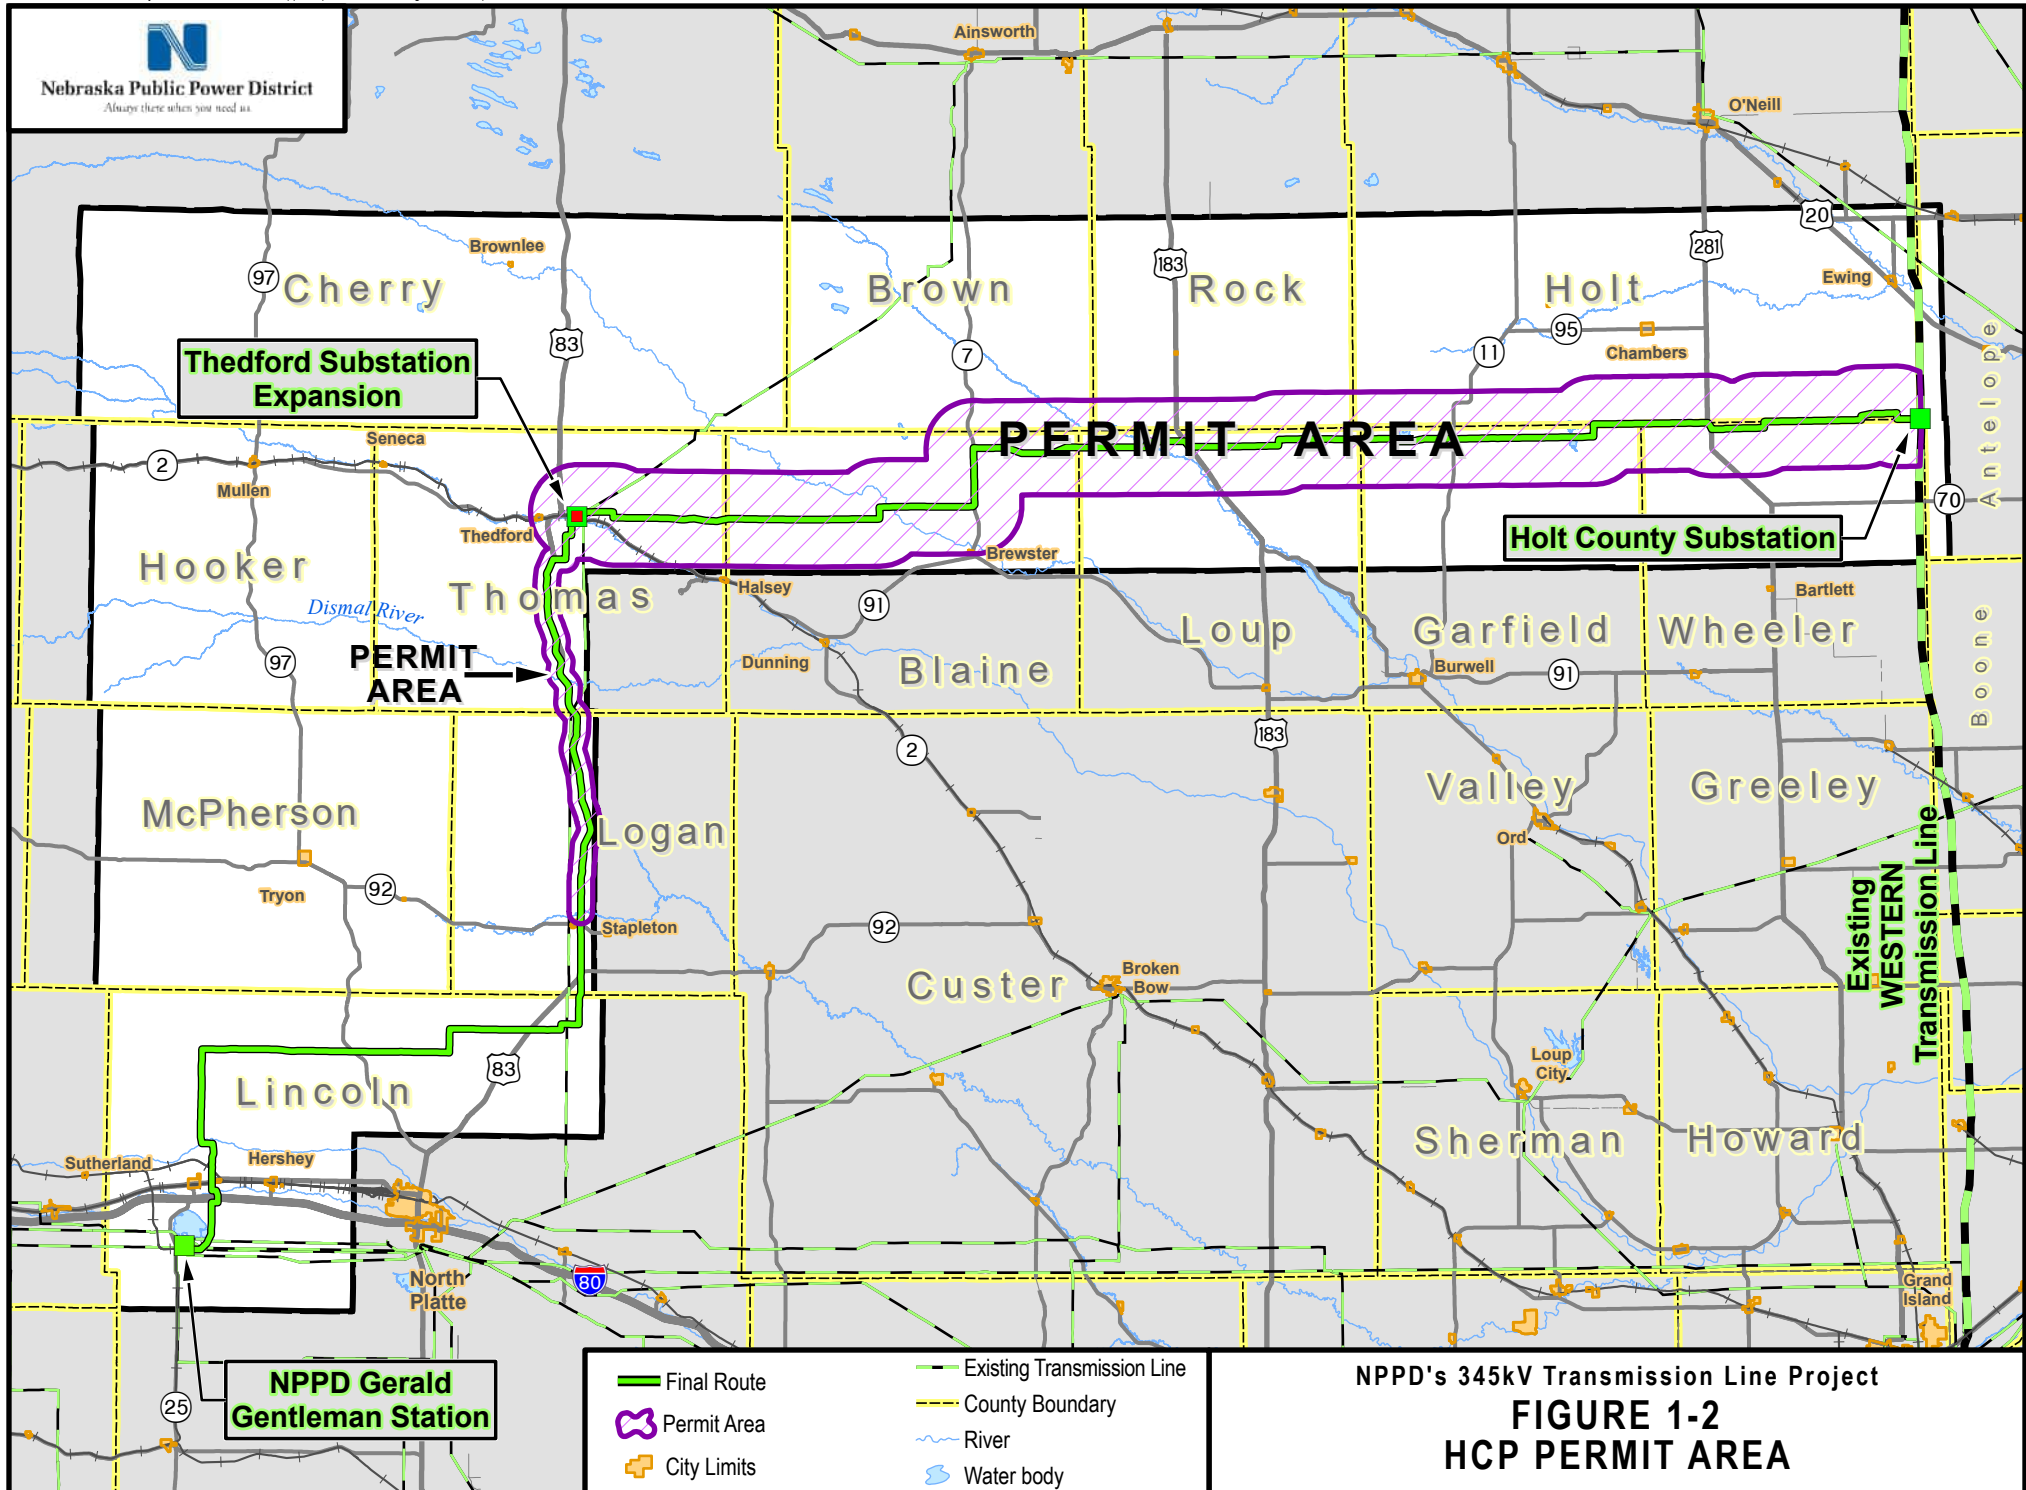 Nebraska Public Power District
Always there when you need us
Ainsworth
O'Neill
20
281
183
Brownlee
97
Cherry
Brown
Rock
Holt
Ewing
83
7
11
95
Chambers
Antelope
Thedford Substation
Expansion
PERMIT AREA
Seneca
2
Mullen
Thedford
70
Holt County Substation
Brewster
Hooker
Thomas
Halsey
Bartlett
Dismal River
91
Loup
Garfield
Wheeler
Boone
97
PERMIT
AREA
Dunning
Blaine
Burwell
91
2
183
McPherson
Logan
Valley
Greeley
Ord
Tryon
92
Stapleton
92
Custer
Broken
Bow
Existing
WESTERN
Transmission Line
83
Lincoln
Loup
City
Sherman
Howard
Sutherland
Hershey
North
Platte
80
Grand
Island
NPPD Gerald
Gentleman Station
25
Final Route
Permit Area
City Limits
Existing Transmission Line
County Boundary
River
Water body
NPPD's 345kV Transmission Line Project
FIGURE 1-2
HCP PERMIT AREA